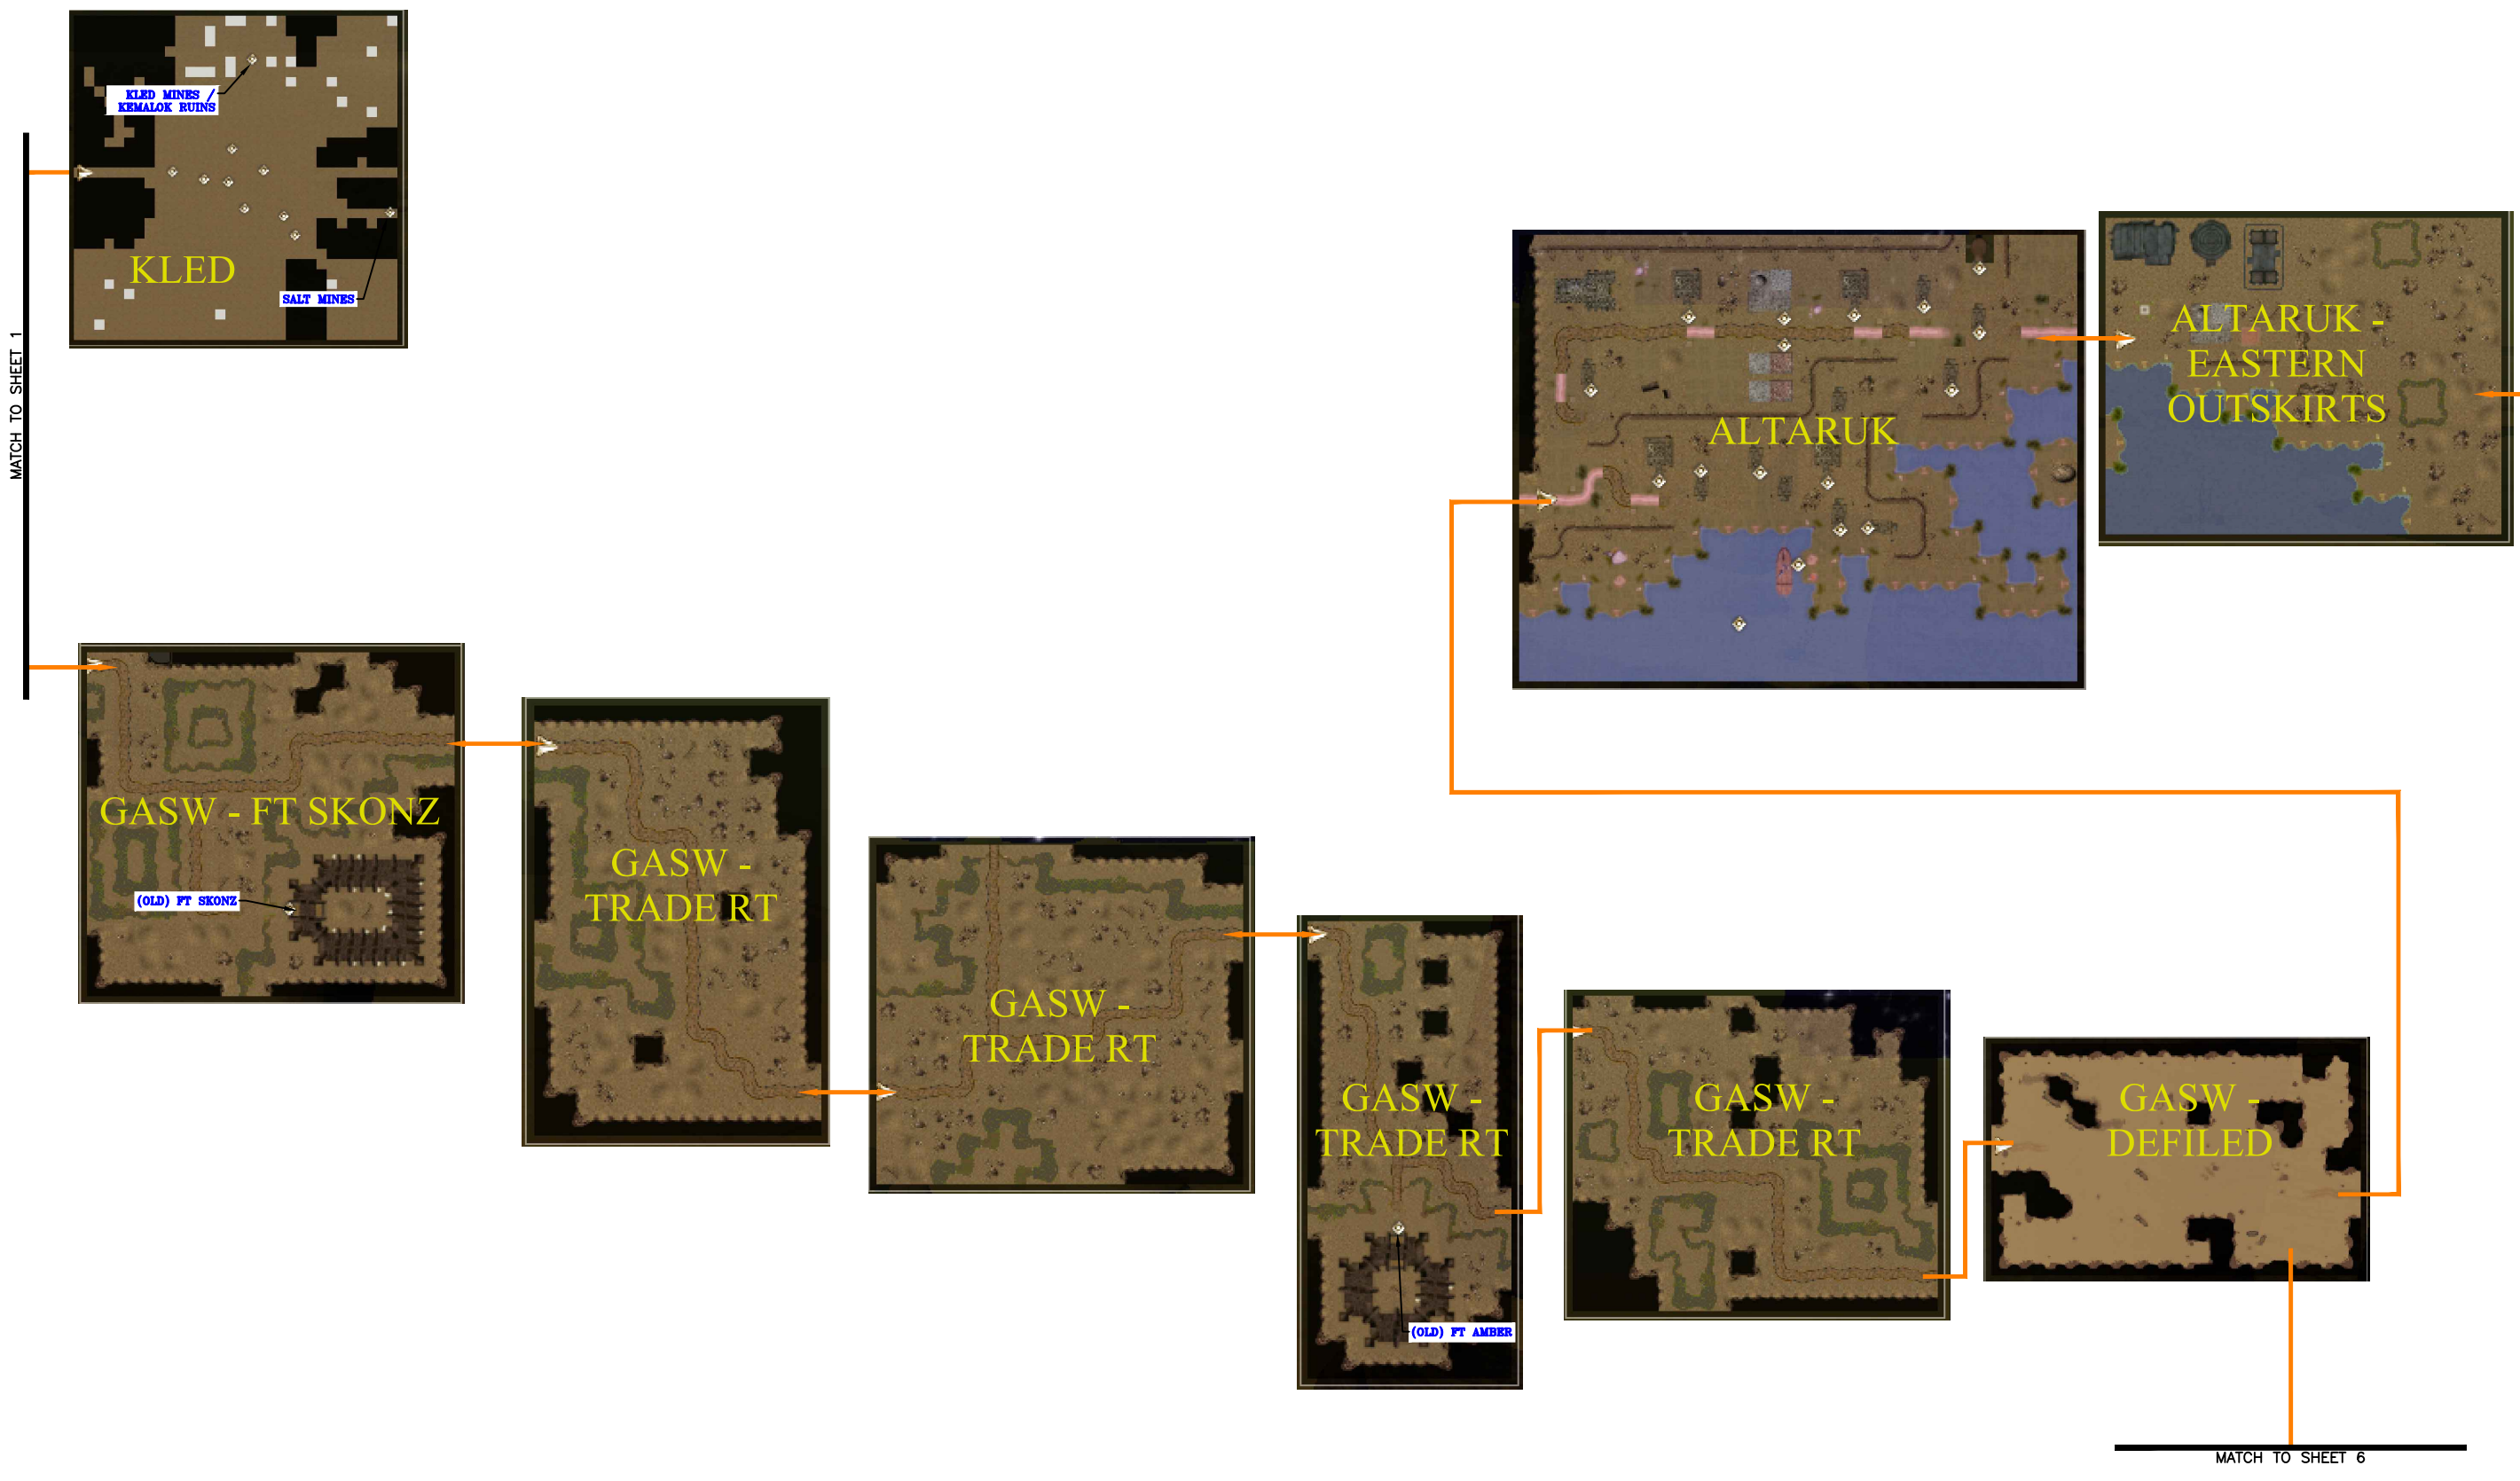 KLED MINES /
KEMALOK RUINS
KLED
SALT MINES
MATCH TO SHEET 1
ALTARUK
ALTARUK -
EASTERN
OUTSKIRTS
GASW - FT SKONZ
(OLD) FT SKONZ
GASW -
TRADE RT
GASW -
TRADE RT
GASW -
TRADE RT
(OLD) FT AMBER
GASW -
TRADE RT
GASW -
DEFILED
MATCH TO SHEET 6